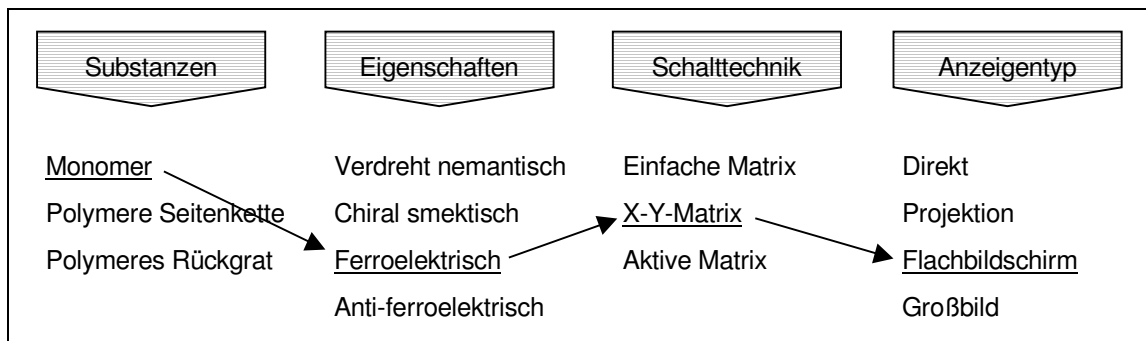 Substanzen Eigenschaften Schalttechnik Anzeigentyp
Monomer Verdreht nemantisch Einfache Matrix Direkt
Polymere Seitenkette Chiral smektisch X-Y-Matrix Projektion
Polymeres Rückgrat Ferroelektrisch Aktive Matrix Flachbildschirm
Anti-ferroelektrisch Großbild